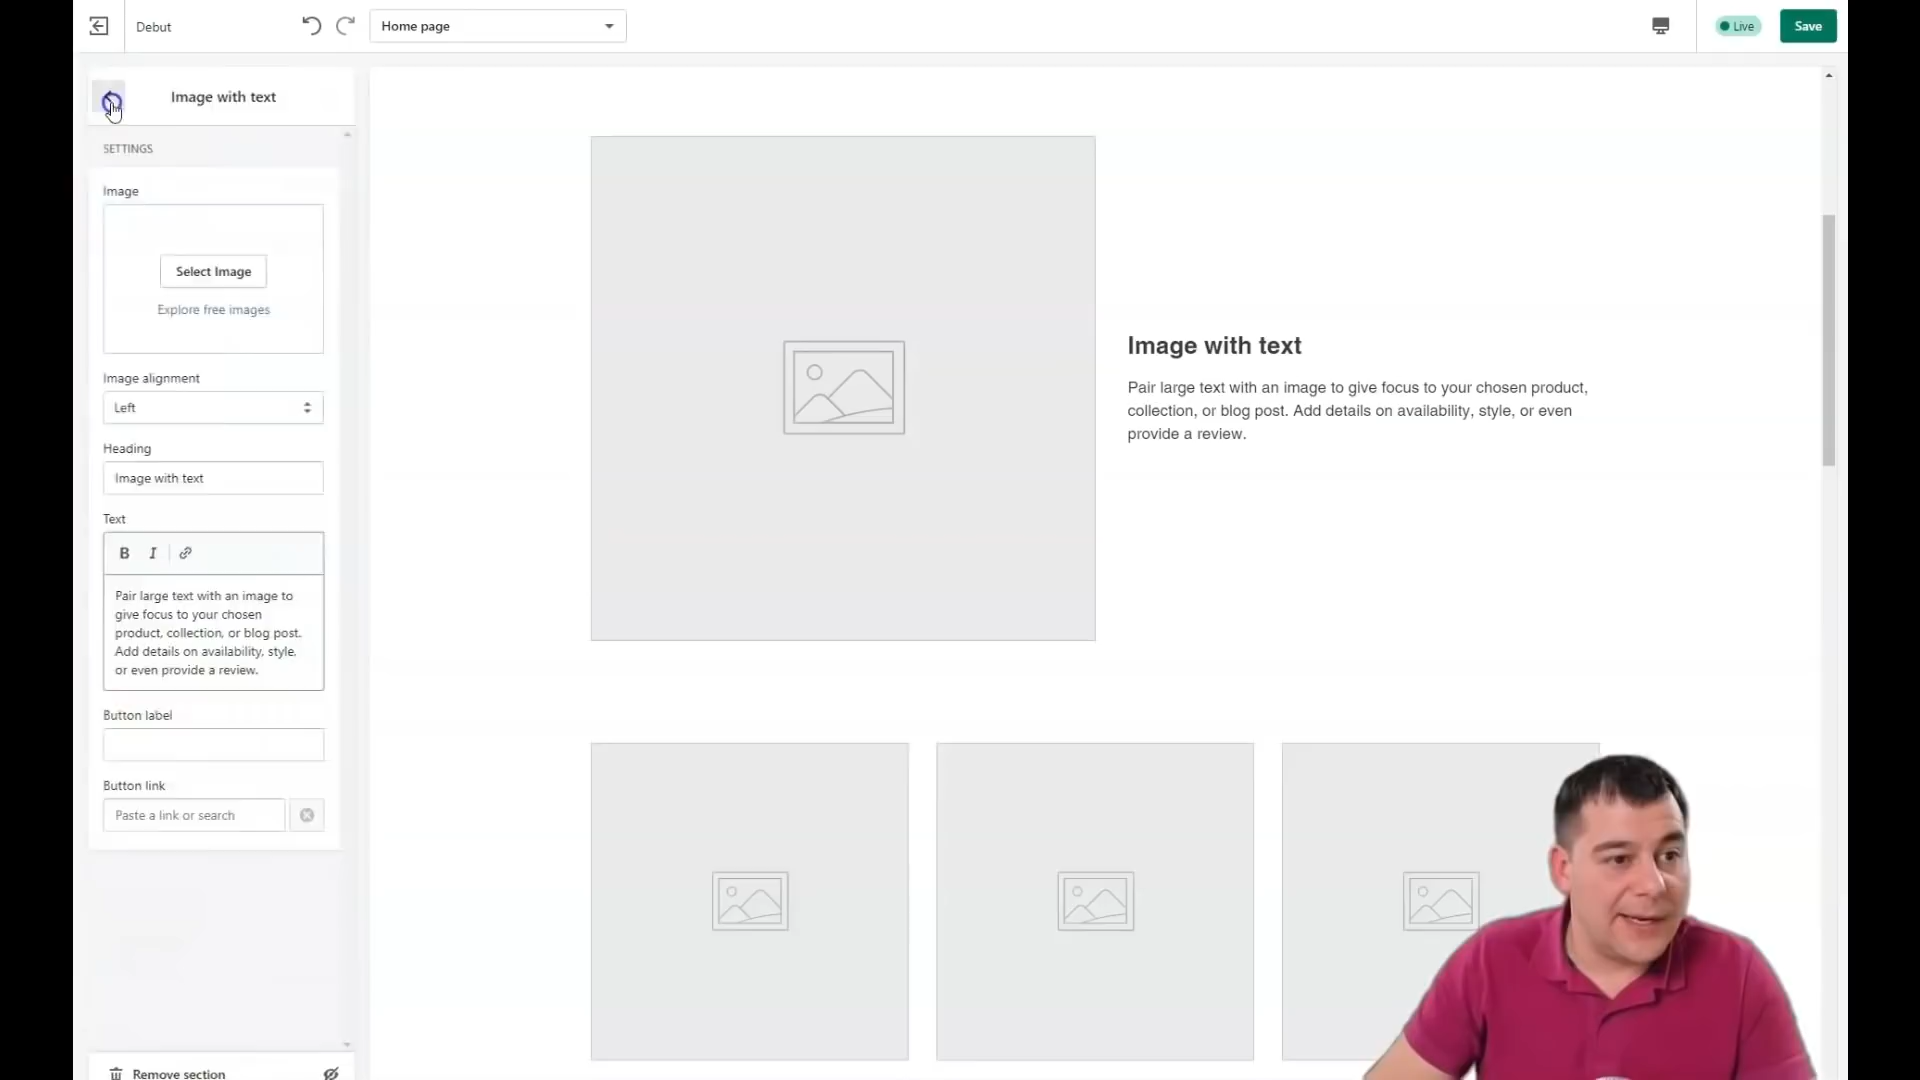 Debut
Home page
Live
Save
Image with text
SETTINGS
Image
Select Image
Explore free images
Image alignment
Left
Heading
Image with text
Text
B I
Pair large text with an image to
give focus to your chosen
product, collection, or blog post.
Add details on availability, style,
or even provide a review.
Button label
Button link
Paste a link or search
Remove section
Image with text
Pair large text with an image to give focus to your chosen product,
collection, or blog post. Add details on availability, style, or even
provide a review.